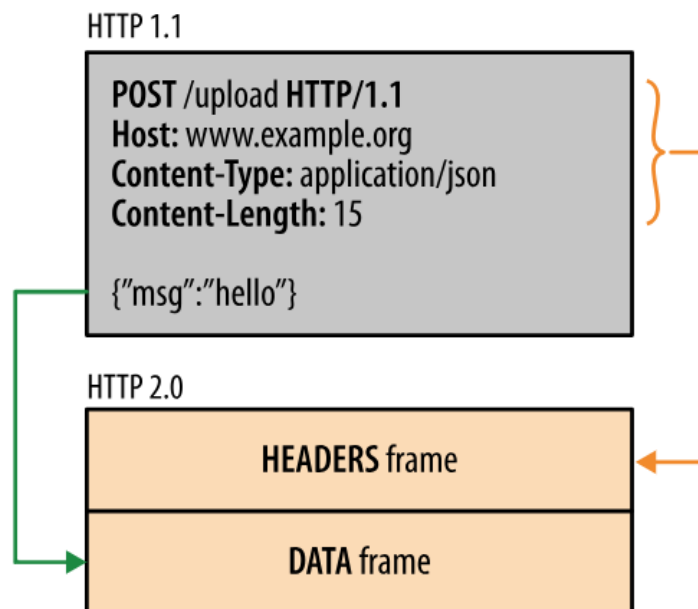 HTTP 1.1
POST /upload HTTP/1.1
Host: www.example.org
Content-Type: application/json
Content-Length: 15
{”msg”:”hello”}
HTTP 2.0
HEADERS frame
DATA frame